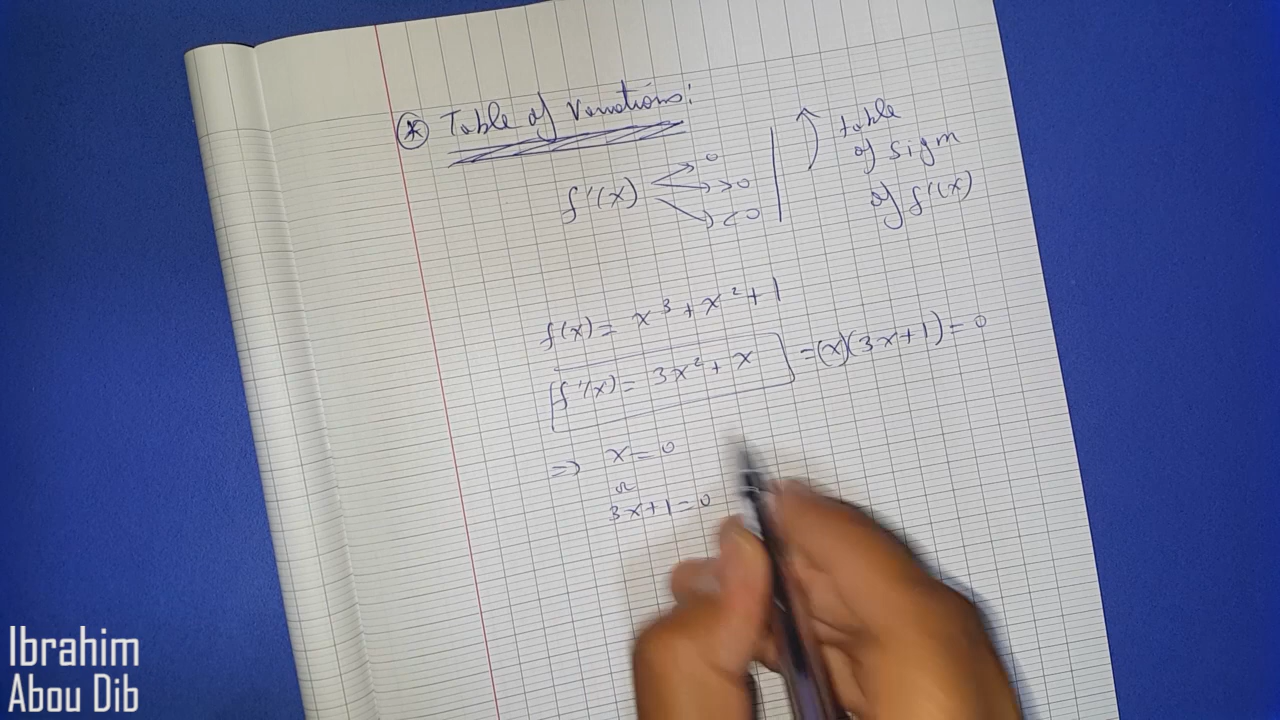 * Table of Variations:
f'(x) → 0
→ > 0
→ < 0
table
of sign
of f'(x)
f(x) = x³ + x² + 1
f'(x) = 3x² + x = (x)(3x+1) = 0
⇒ x = 0
or
3x+1 = 0
Ibrahim
Abou Dib